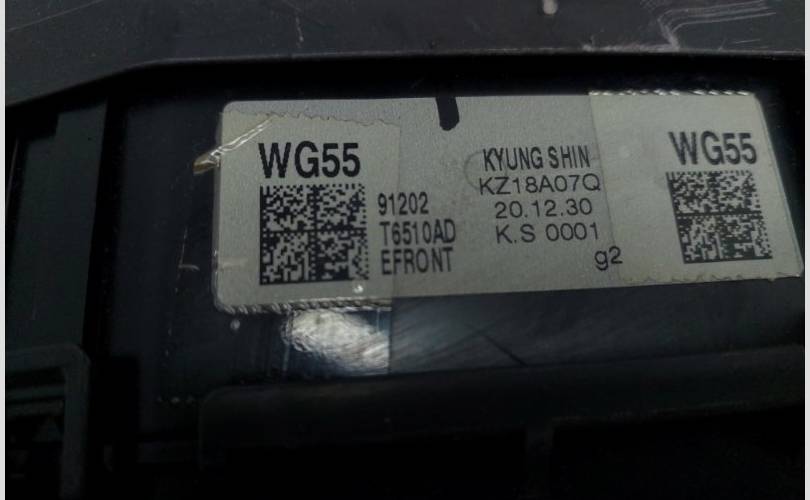 WG55
91202
T6510AD
EFRONT
KYUNG SHIN
KZ18A07Q
20.12.30
K.S 0001
g2
WG55